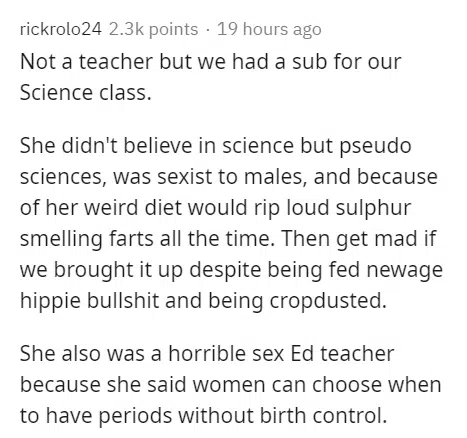 rickrolo24 2.3k points · 19 hours ago
Not a teacher but we had a sub for our
Science class.
She didn't believe in science but pseudo
sciences, was sexist to males, and because
of her weird diet would rip loud sulphur
smelling farts all the time. Then get mad if
we brought it up despite being fed newage
hippie bullshit and being cropdusted.
She also was a horrible sex Ed teacher
because she said women can choose when
to have periods without birth control.